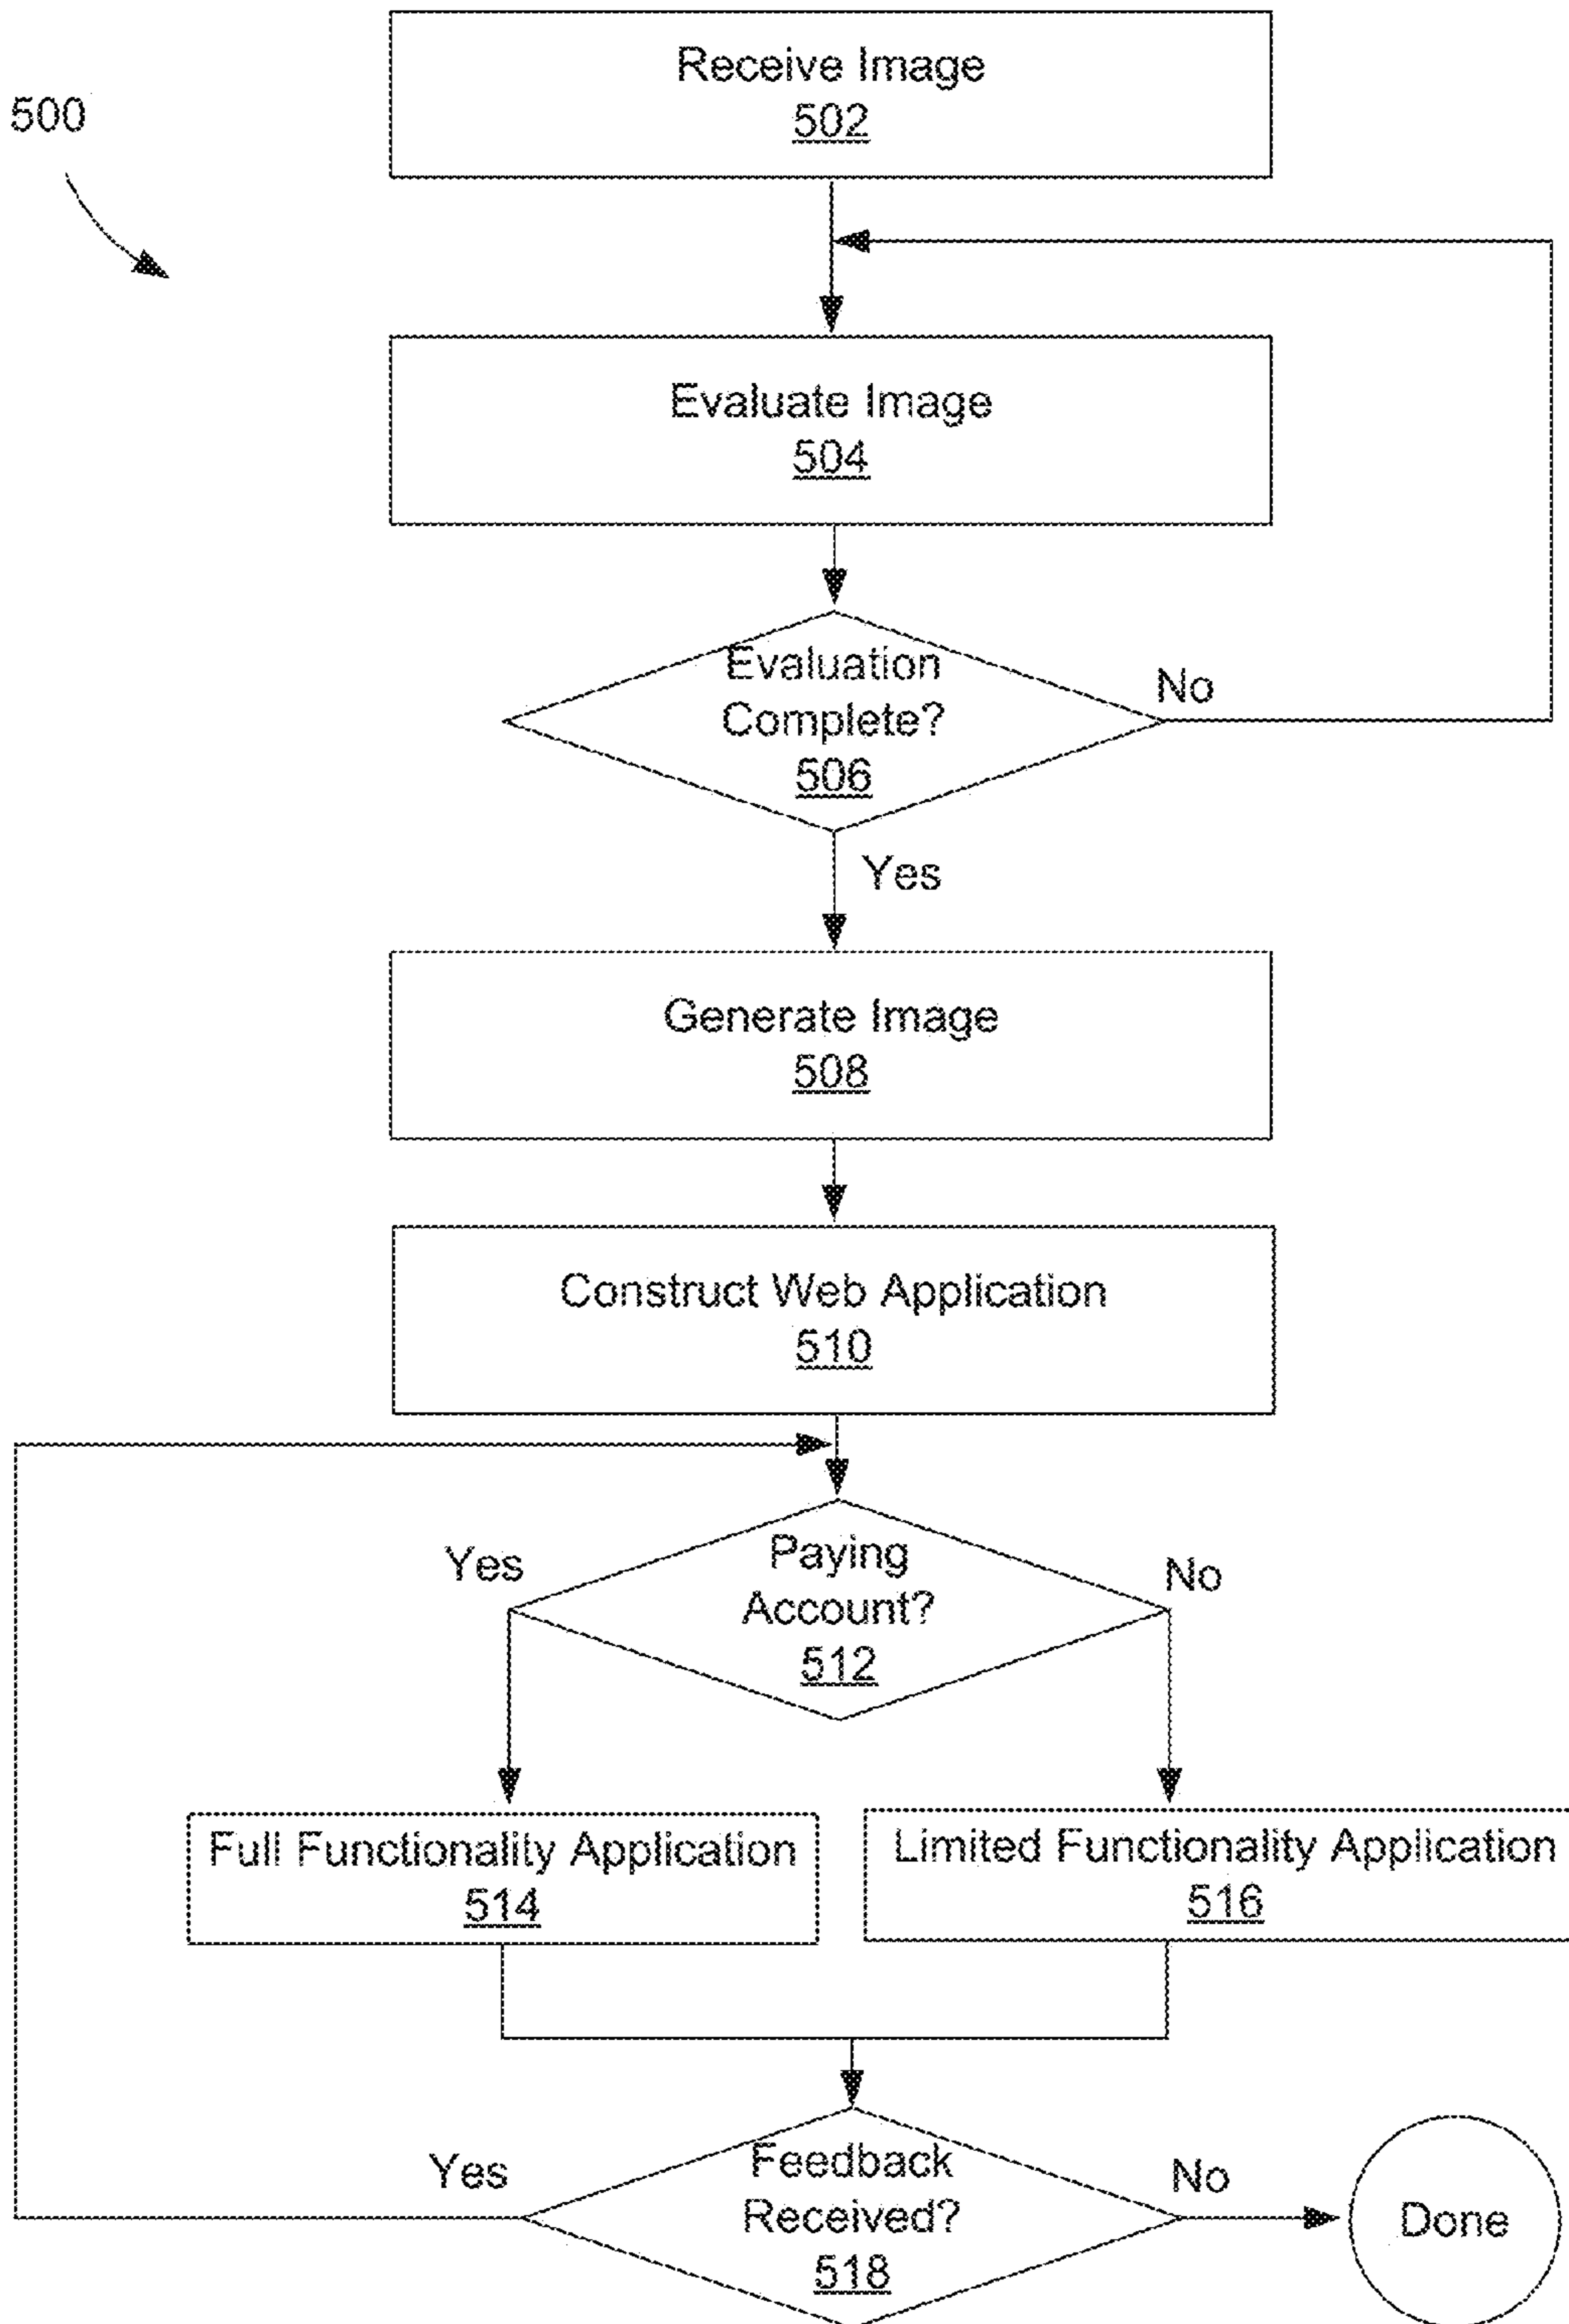 500
Receive Image
502
Evaluate Image
504
Evaluation
Complete?
506
No
Yes
Generate Image
508
Construct Web Application
510
Yes
Paying
Account?
512
No
Full Functionality Application
514
Limited Functionality Application
516
Yes
Feedback
Received?
518
No
Done